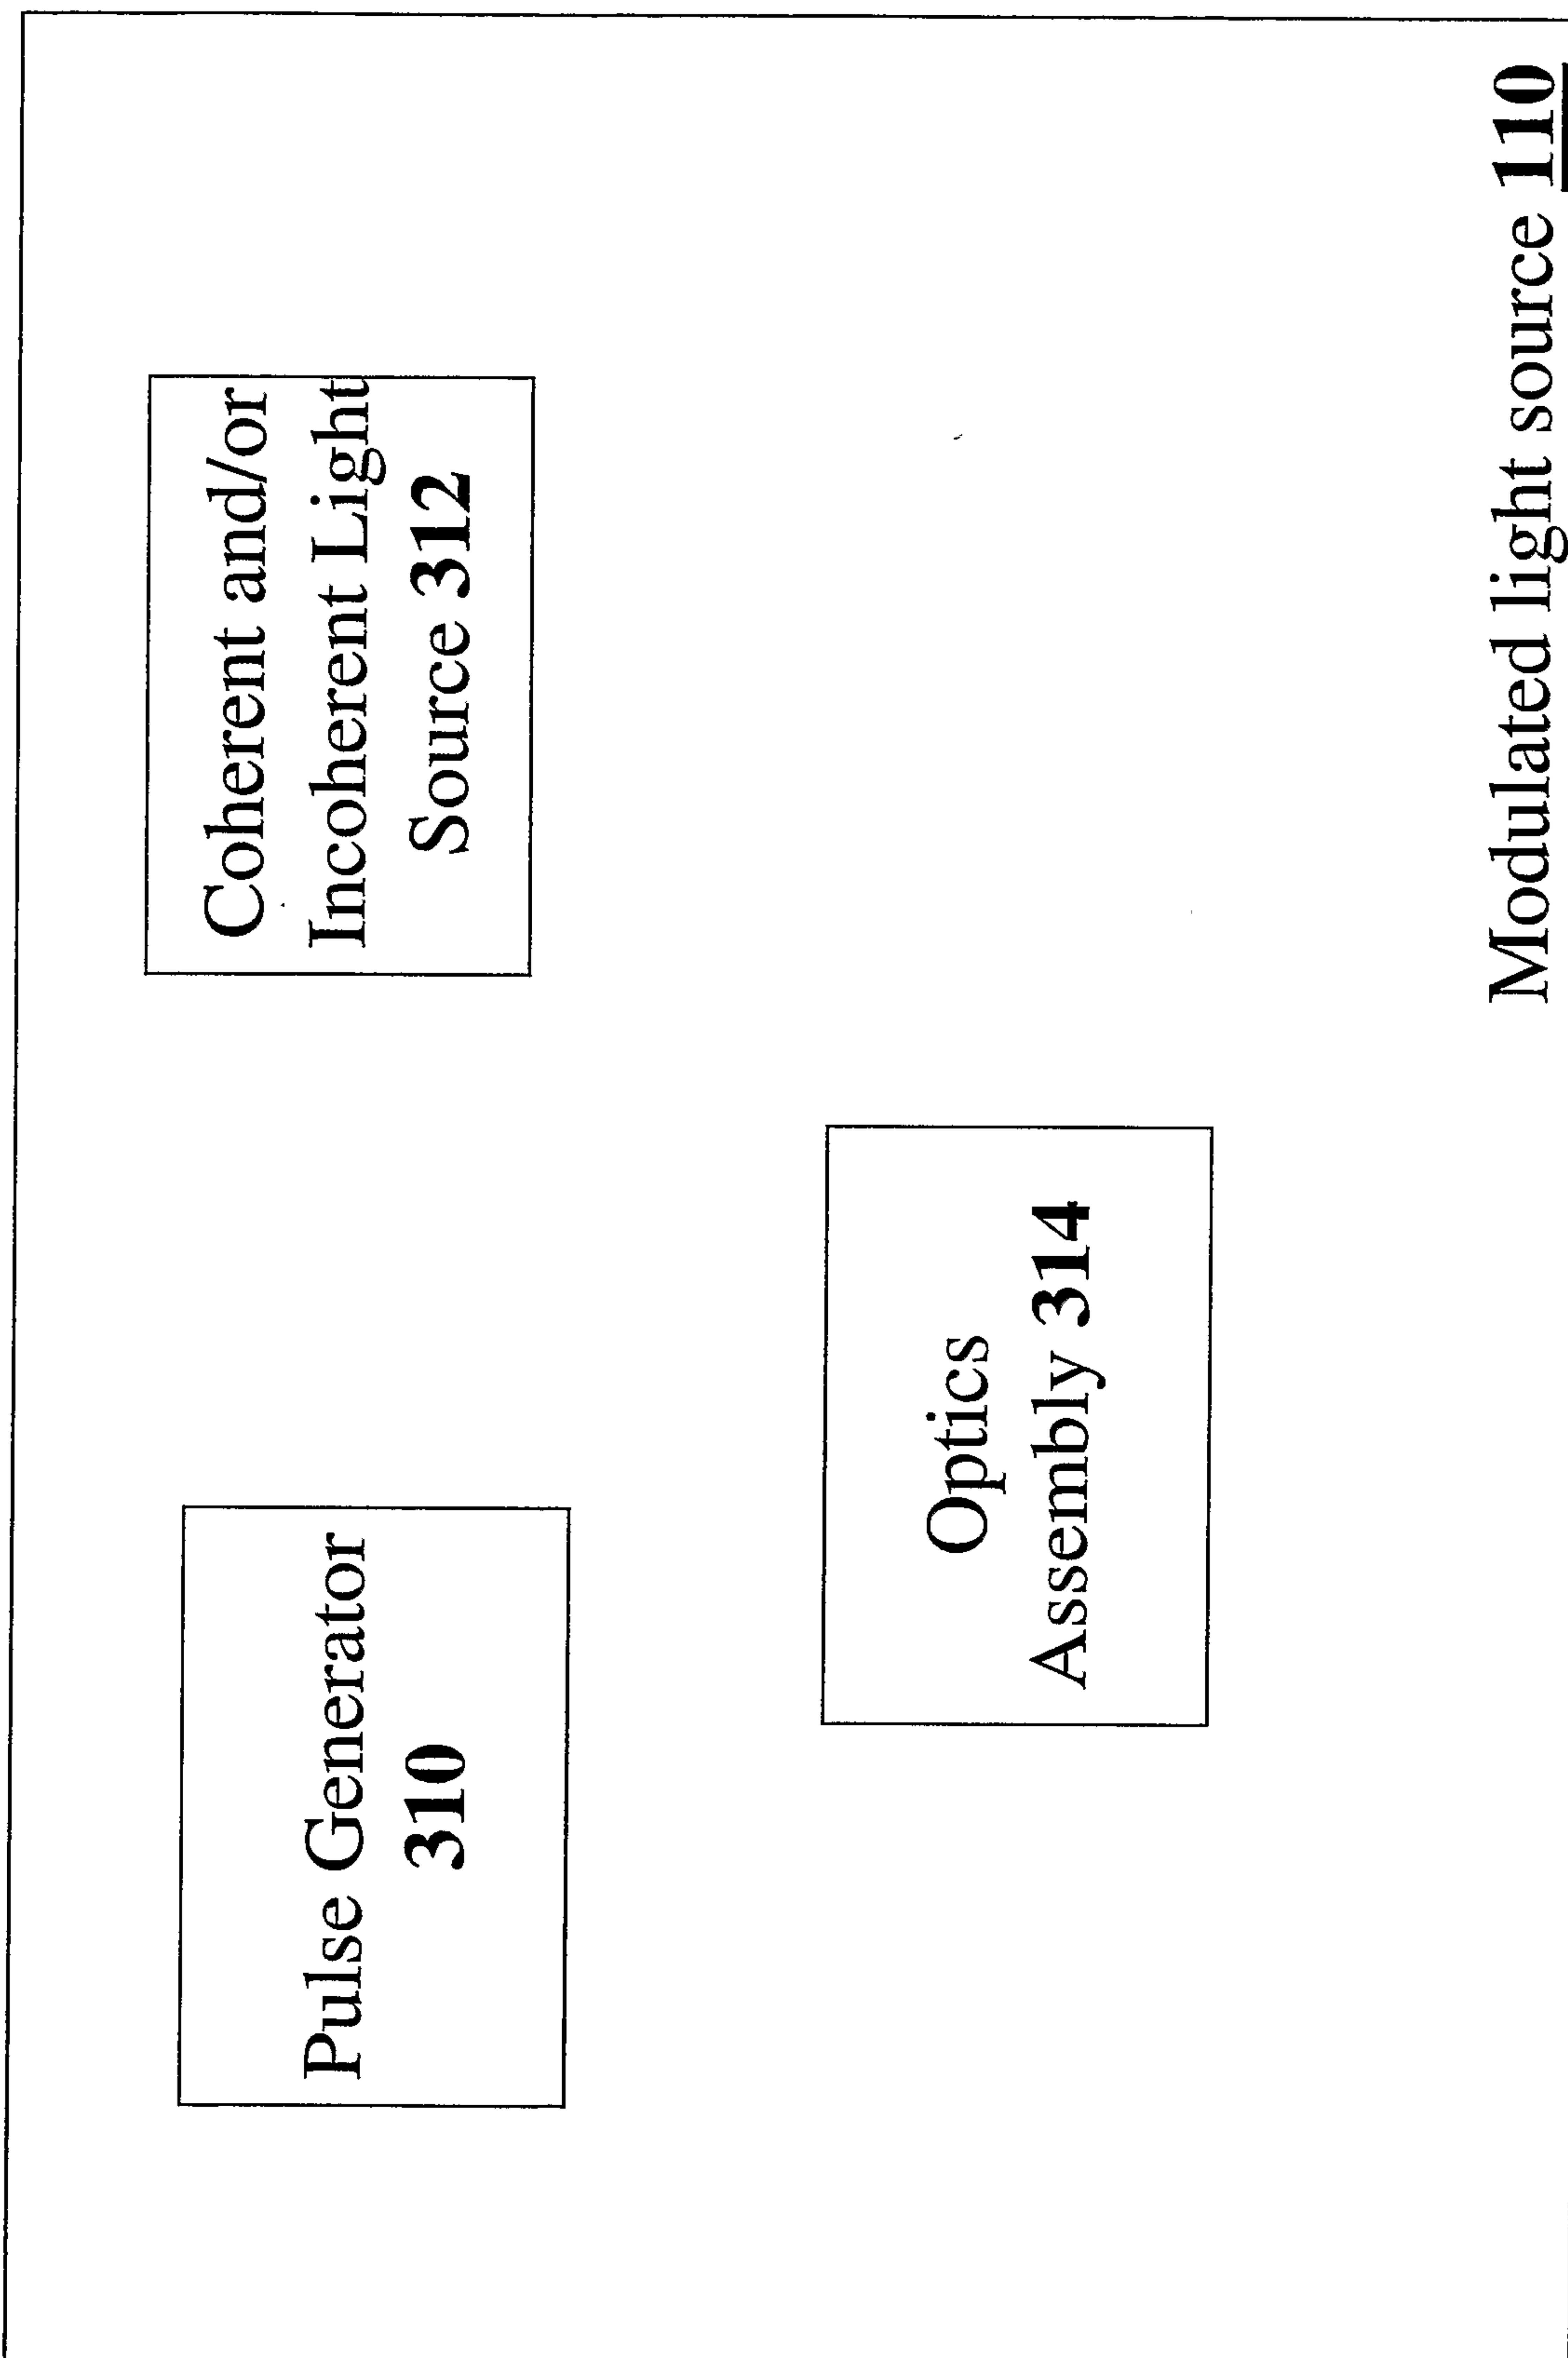 Pulse Generator
310
Coherent and/or
Incoherent Light
Source 312
Optics
Assembly 314
Modulated light source 110